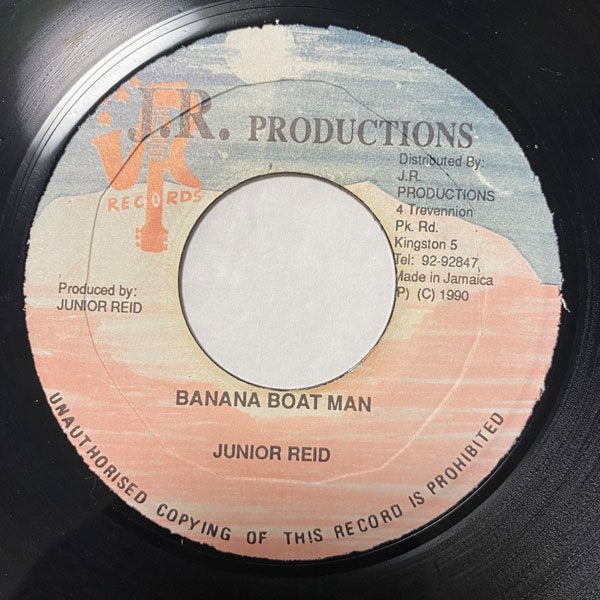 J.R. PRODUCTIONS
JR
RECORDS
Distributed By:
J.R.
PRODUCTIONS
4 Trevennion
Pk. Rd.
Kingston 5
Tel: 92-92847
Made in Jamaica
P) (C) 1990
Produced by:
JUNIOR REID
BANANA BOAT MAN
JUNIOR REID
UNAUTHORISED COPYING OF THIS RECORD IS PROHIBITED